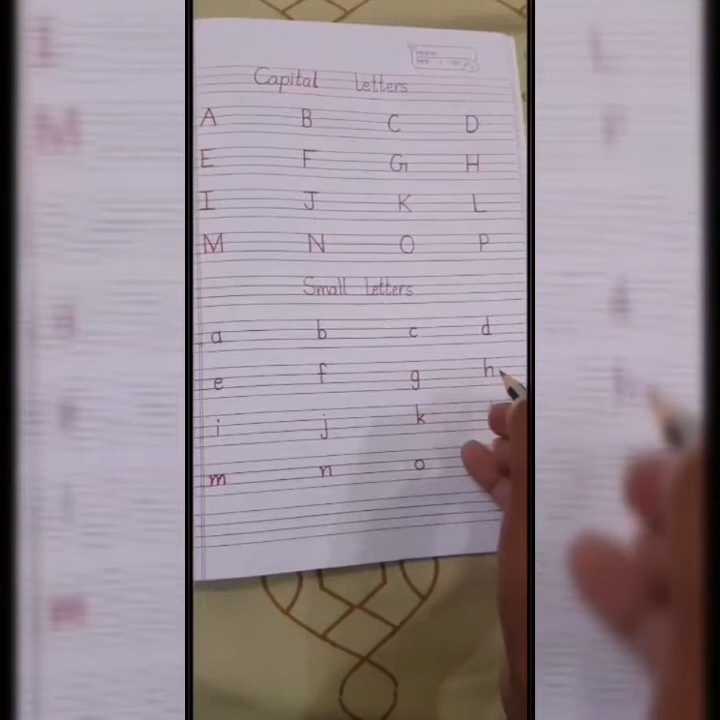 Capital letters
A B C D
E F G H
I J K L
M N O P
Small letters
a b c d
e f g h
i j k
m n o